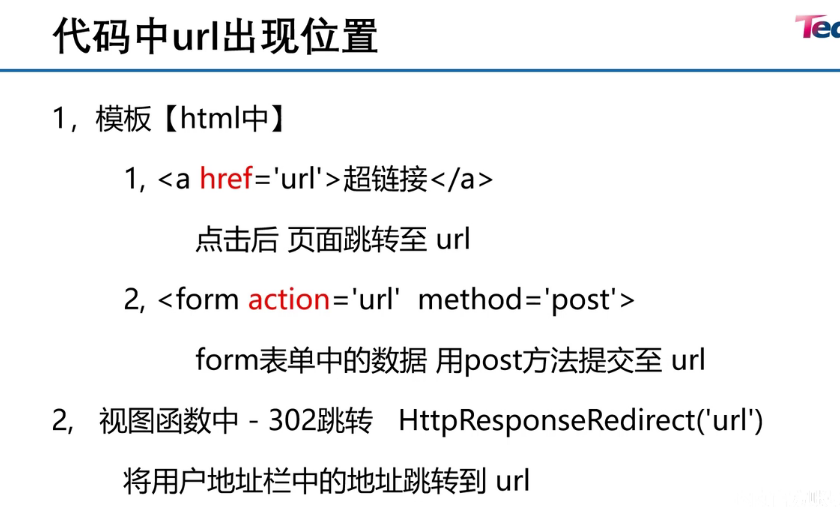 代码中url出现位置
Ted
1，模板【html中】
1, <a href='url'>超链接</a>
点击后 页面跳转至 url
2, <form action='url' method='post'>
form表单中的数据 用post方法提交至 url
2, 视图函数中 - 302跳转 HttpResponseRedirect('url')
将用户地址栏中的地址跳转到 url